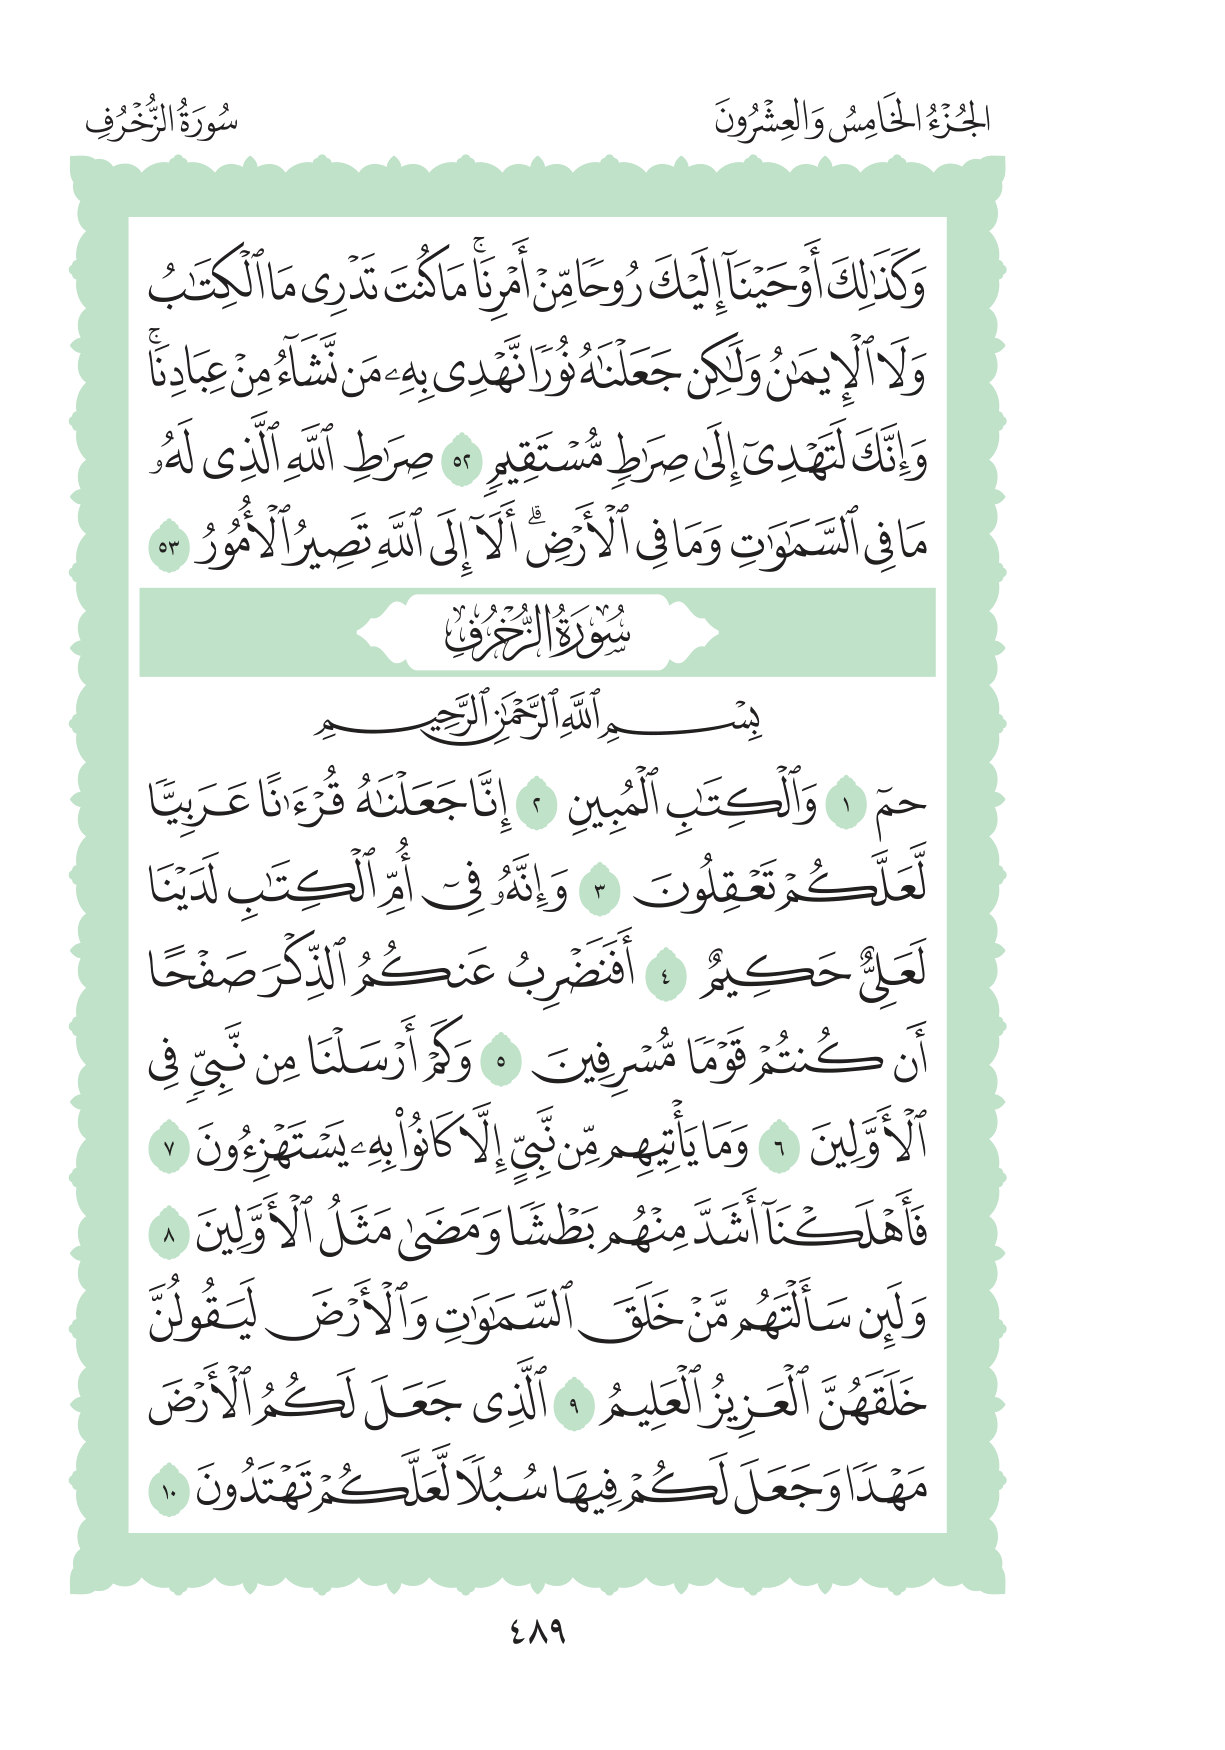 الجُزْءُ الخَامِسُ وَالعِشْرُونَ
سُورَةُ الزُّخْرُفِ
وَكَذَٰلِكَ أَوْحَيْنَآ إِلَيْكَ رُوحًا مِّنْ أَمْرِنَا ۚ مَا كُنتَ تَدْرِى مَا ٱلْكِتَـٰبُ
وَلَا ٱلْإِيمَـٰنُ وَلَـٰكِن جَعَلْنَـٰهُ نُورًا نَّهْدِى بِهِۦ مَن نَّشَآءُ مِنْ عِبَادِنَا ۚ
وَإِنَّكَ لَتَهْدِىٓ إِلَىٰ صِرَٰطٍ مُّسْتَقِيمٍ ٥٢ صِرَٰطِ ٱللَّهِ ٱلَّذِى لَهُۥ
مَا فِى ٱلسَّمَـٰوَٰتِ وَمَا فِى ٱلْأَرْضِ ۗ أَلَآ إِلَى ٱللَّهِ تَصِيرُ ٱلْأُمُورُ ٥٣
سُورَةُ الزُّخْرُفِ
بِسْمِ ٱللَّهِ ٱلرَّحْمَـٰنِ ٱلرَّحِيمِ
حمٓ ١ وَٱلْكِتَـٰبِ ٱلْمُبِينِ ٢ إِنَّا جَعَلْنَـٰهُ قُرْءَٰنًا عَرَبِيًّا
لَّعَلَّكُمْ تَعْقِلُونَ ٣ وَإِنَّهُۥ فِىٓ أُمِّ ٱلْكِتَـٰبِ لَدَيْنَا
لَعَلِىٌّ حَكِيمٌ ٤ أَفَنَضْرِبُ عَنكُمُ ٱلذِّكْرَ صَفْحًا
أَن كُنتُمْ قَوْمًا مُّسْرِفِينَ ٥ وَكَمْ أَرْسَلْنَا مِن نَّبِىٍّ فِى
ٱلْأَوَّلِينَ ٦ وَمَا يَأْتِيهِم مِّن نَّبِىٍّ إِلَّا كَانُوا۟ بِهِۦ يَسْتَهْزِءُونَ ٧
فَأَهْلَكْنَآ أَشَدَّ مِنْهُم بَطْشًا وَمَضَىٰ مَثَلُ ٱلْأَوَّلِينَ ٨
وَلَئِن سَأَلْتَهُم مَّنْ خَلَقَ ٱلسَّمَـٰوَٰتِ وَٱلْأَرْضَ لَيَقُولُنَّ
خَلَقَهُنَّ ٱلْعَزِيزُ ٱلْعَلِيمُ ٩ ٱلَّذِى جَعَلَ لَكُمُ ٱلْأَرْضَ
مَهْدًا وَجَعَلَ لَكُمْ فِيهَا سُبُلًا لَّعَلَّكُمْ تَهْتَدُونَ ١٠
٤٨٩